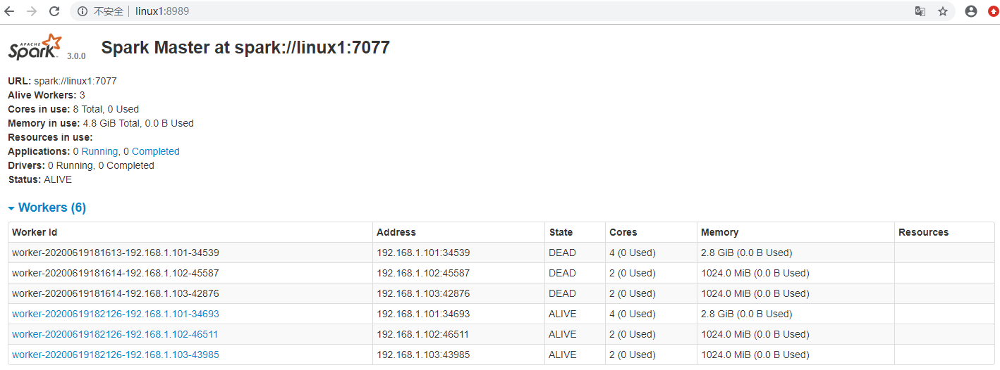 不安全 linux1:8989
APACHE
Spark 3.0.0 Spark Master at spark://linux1:7077
URL: spark://linux1:7077
Alive Workers: 3
Cores in use: 8 Total, 0 Used
Memory in use: 4.8 GiB Total, 0.0 B Used
Resources in use:
Applications: 0 Running, 0 Completed
Drivers: 0 Running, 0 Completed
Status: ALIVE
Workers (6)
Worker Id Address State Cores Memory Resources
worker-20200619181613-192.168.1.101-34539 192.168.1.101:34539 DEAD 4 (0 Used) 2.8 GiB (0.0 B Used)
worker-20200619181614-192.168.1.102-45587 192.168.1.102:45587 DEAD 2 (0 Used) 1024.0 MiB (0.0 B Used)
worker-20200619181614-192.168.1.103-42876 192.168.1.103:42876 DEAD 2 (0 Used) 1024.0 MiB (0.0 B Used)
worker-20200619182126-192.168.1.101-34693 192.168.1.101:34693 ALIVE 4 (0 Used) 2.8 GiB (0.0 B Used)
worker-20200619182126-192.168.1.102-46511 192.168.1.102:46511 ALIVE 2 (0 Used) 1024.0 MiB (0.0 B Used)
worker-20200619182126-192.168.1.103-43985 192.168.1.103:43985 ALIVE 2 (0 Used) 1024.0 MiB (0.0 B Used)